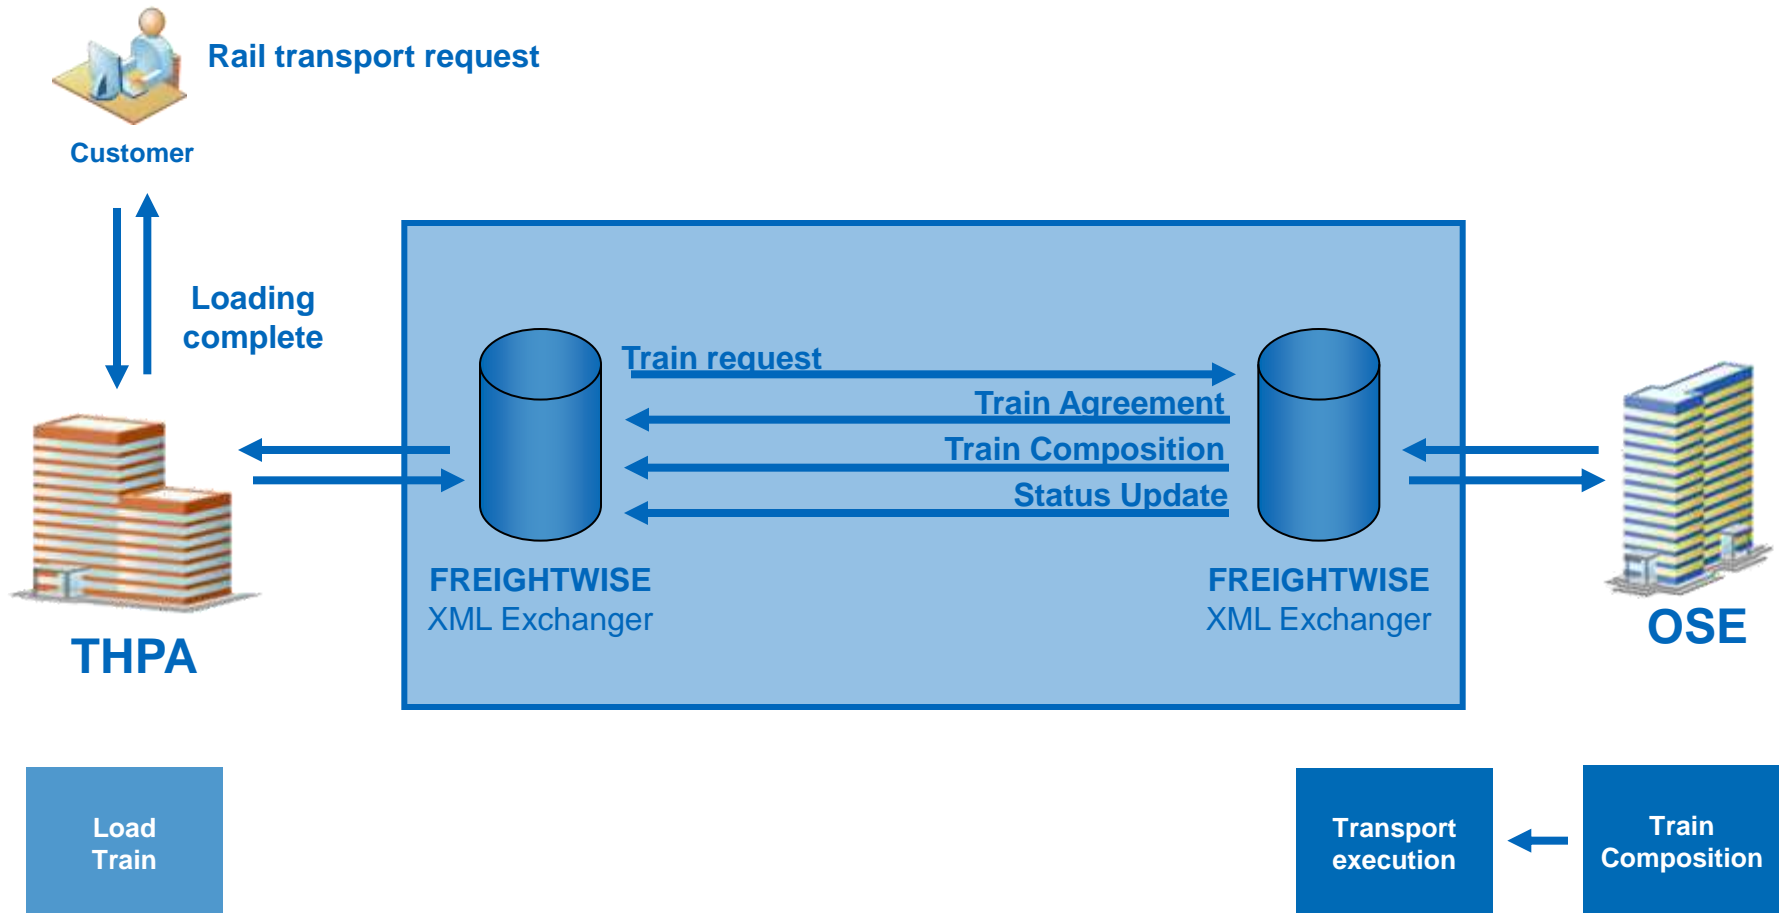 Rail transport request
Customer
Loading
complete
Train request
Train Agreement
Train Composition
Status Update
FREIGHTWISE
XML Exchanger
FREIGHTWISE
XML Exchanger
THPA
OSE
Load
Train
Transport
execution
Train
Composition